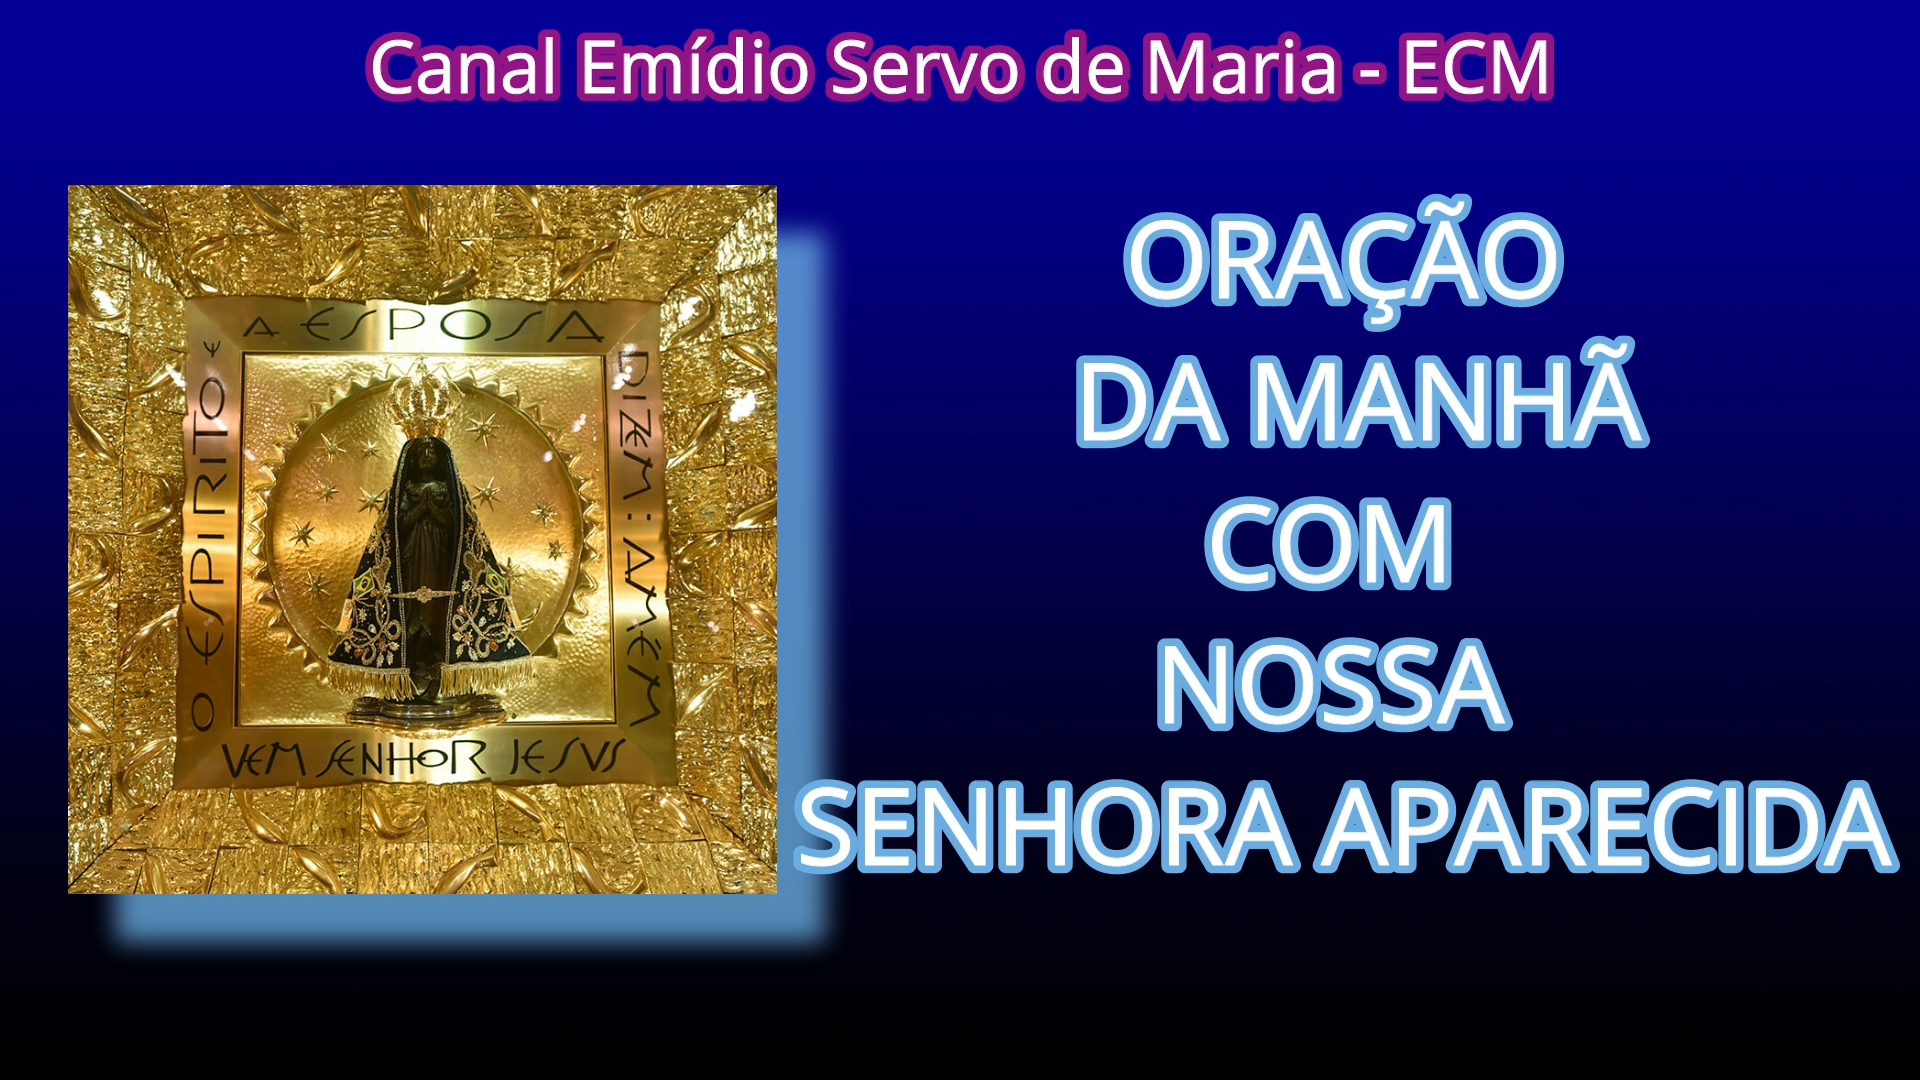 Canal Emídio Servo de Maria - ECM
O ESPIRITO E
A ESPOSA
DIZEM: AMÉM
VEM SENHOR JESUS
ORAÇÃO
DA MANHÃ
COM
NOSSA
SENHORA APARECIDA